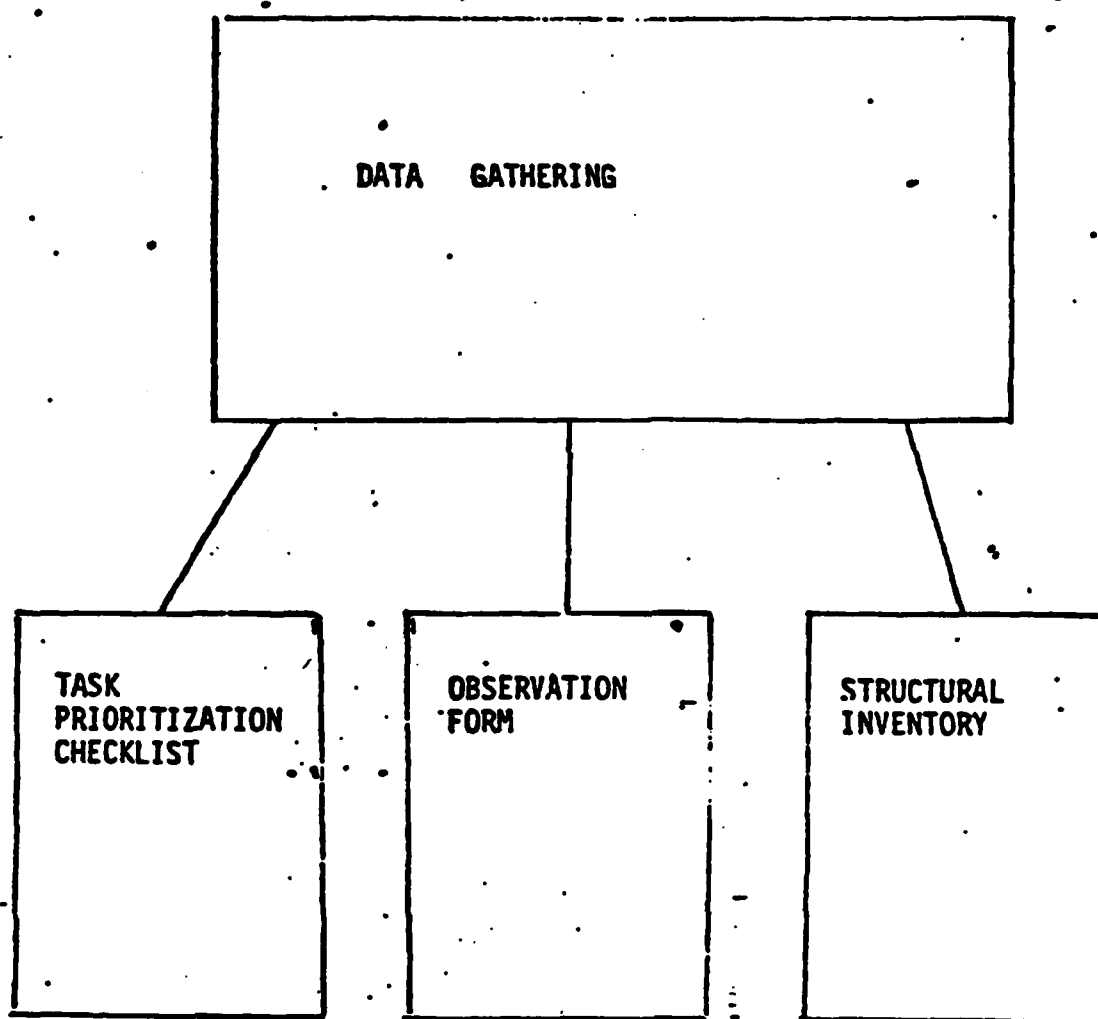 DATA GATHERING
TASK
PRIORITIZATION
CHECKLIST
OBSERVATION
FORM
STRUCTURAL
INVENTORY